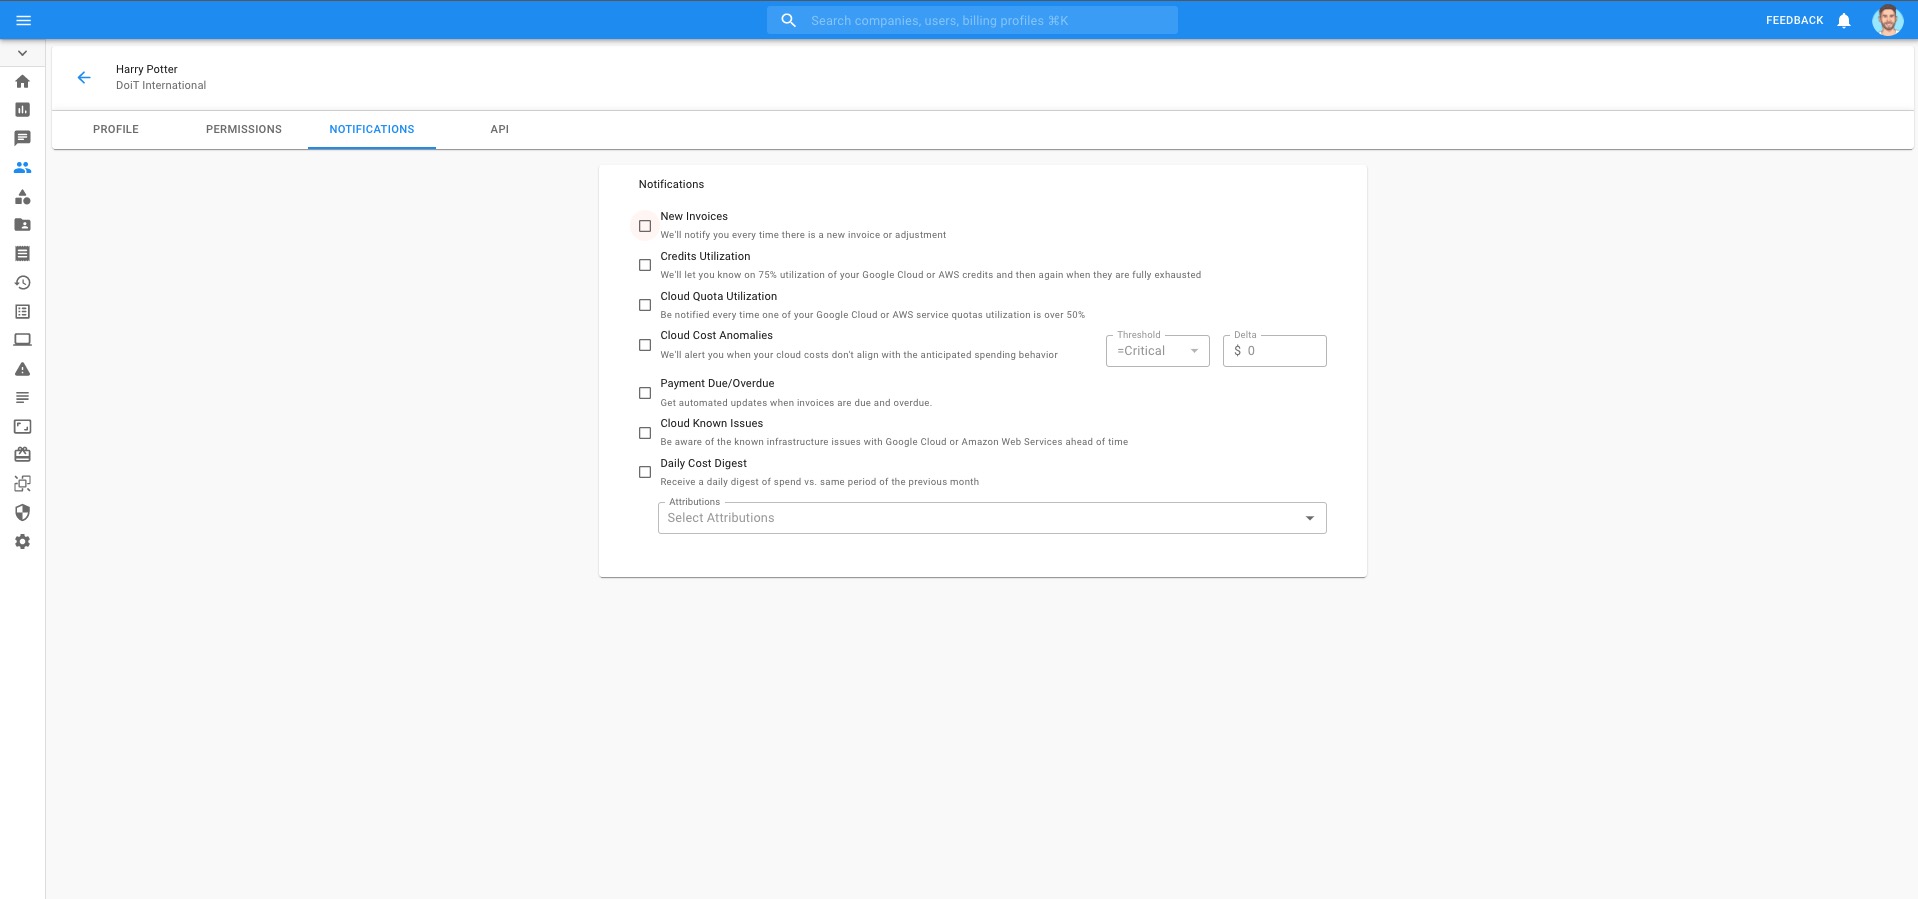 Search companies, users, billing profiles ⌘K
FEEDBACK
Harry Potter
DoiT International
PROFILE
PERMISSIONS
NOTIFICATIONS
API
Notifications
New Invoices
We'll notify you every time there is a new invoice or adjustment
Credits Utilization
We'll let you know on 75% utilization of your Google Cloud or AWS credits and then again when they are fully exhausted
Cloud Quota Utilization
Be notified every time one of your Google Cloud or AWS service quotas utilization is over 50%
Cloud Cost Anomalies
We'll alert you when your cloud costs don't align with the anticipated spending behavior
Threshold
=Critical
Delta
$ 0
Payment Due/Overdue
Get automated updates when invoices are due and overdue.
Cloud Known Issues
Be aware of the known infrastructure issues with Google Cloud or Amazon Web Services ahead of time
Daily Cost Digest
Receive a daily digest of spend vs. same period of the previous month
Attributions
Select Attributions